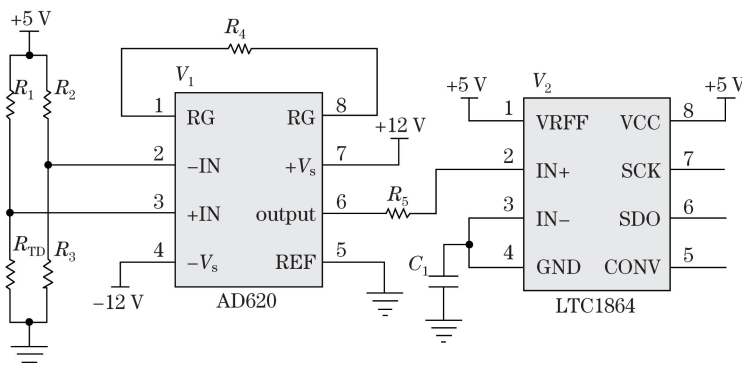 +5 V
R4
R1
R2
V1
1
RG
RG
8
+12 V
2
−IN
+Vs
7
3
+IN
output
6
R5
RTD
R3
4
−Vs
REF
5
−12 V
AD620
+5 V
V2
+5 V
1
VRFF
VCC
8
2
IN+
SCK
7
3
IN−
SDO
6
C1
4
GND
CONV
5
LTC1864